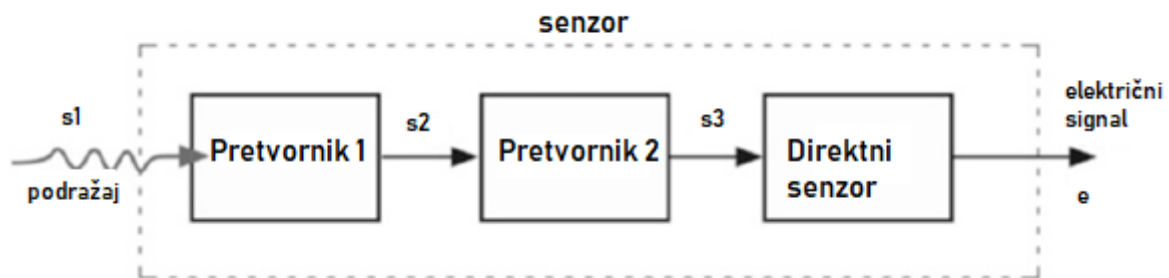 senzor
s1
podražaj
Pretvornik 1
s2
Pretvornik 2
s3
Direktni
senzor
električni
signal
e